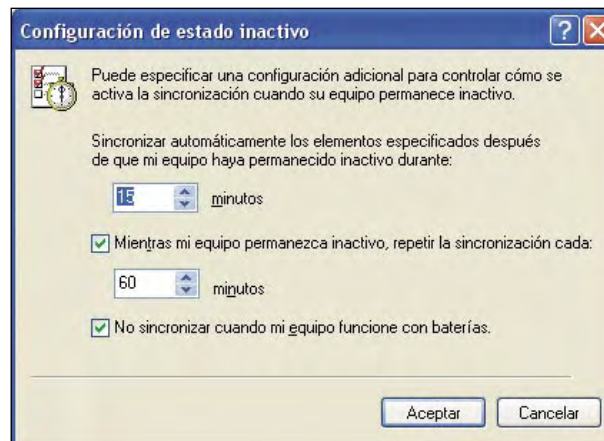 Configuración de estado inactivo
Puede especificar una configuración adicional para controlar cómo se
activa la sincronización cuando su equipo permanece inactivo.
Sincronizar automáticamente los elementos especificados después
de que mi equipo haya permanecido inactivo durante:
15 minutos
Mientras mi equipo permanezca inactivo, repetir la sincronización cada:
60 minutos
No sincronizar cuando mi equipo funcione con baterías.
Aceptar Cancelar